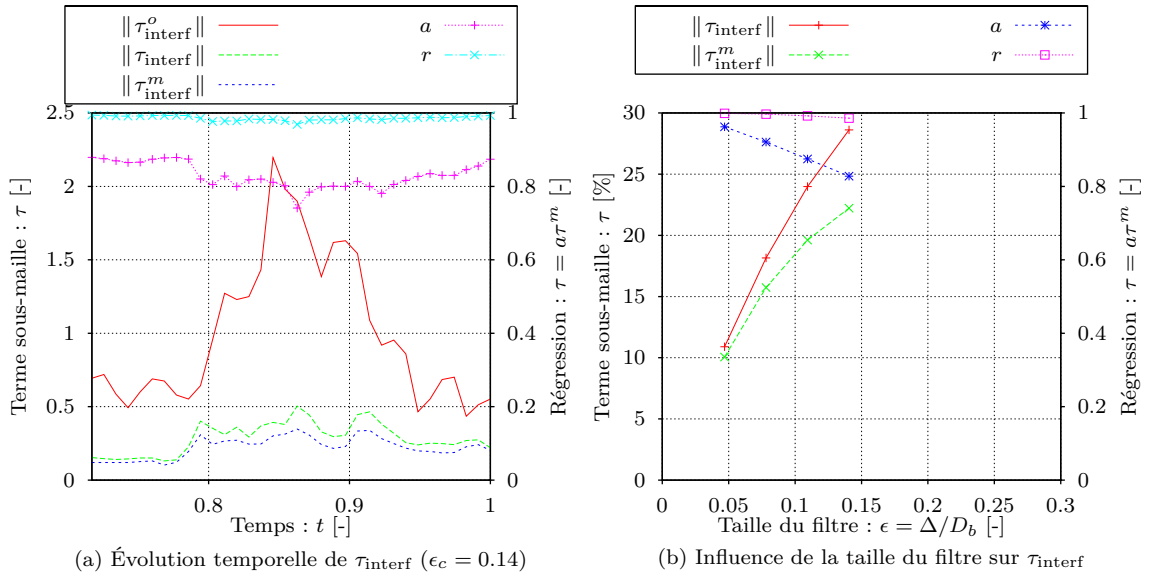 ‖τ^o_interf‖
‖τ_interf‖
‖τ^m_interf‖
a
r
2.5
2
1.5
1
0.5
0
1
0.8
0.6
0.4
0.2
0
0.8
0.9
1
Terme sous-maille : τ [-]
Régression : τ = aτ^m [-]
Temps : t [-]
(a) Évolution temporelle de τ_interf (ϵ_c = 0.14)
‖τ_interf‖
‖τ^m_interf‖
a
r
30
25
20
15
10
5
0
1
0.8
0.6
0.4
0.2
0
0
0.05
0.1
0.15
0.2
0.25
0.3
Terme sous-maille : τ [%]
Régression : τ = aτ^m [-]
Taille du filtre : ϵ = Δ/D_b [-]
(b) Influence de la taille du filtre sur τ_interf